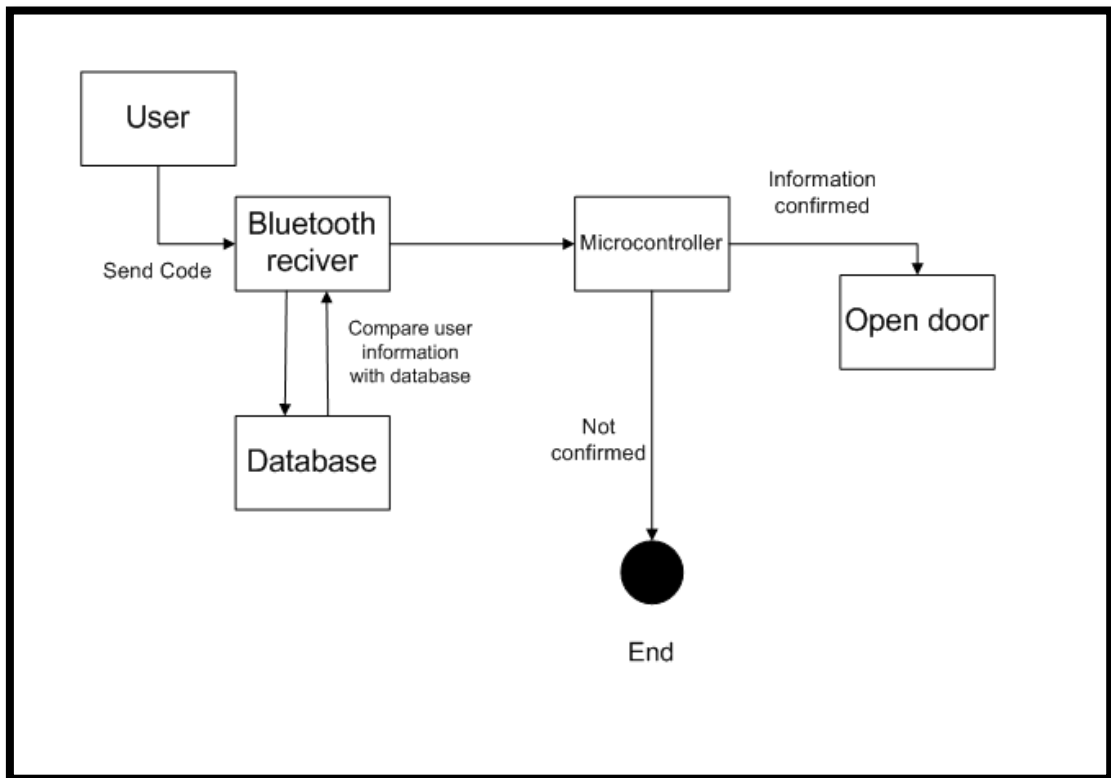 User
Send Code
Bluetooth
reciver
Compare user
information
with database
Database
Microcontroller
Information
confirmed
Open door
Not
confirmed
End